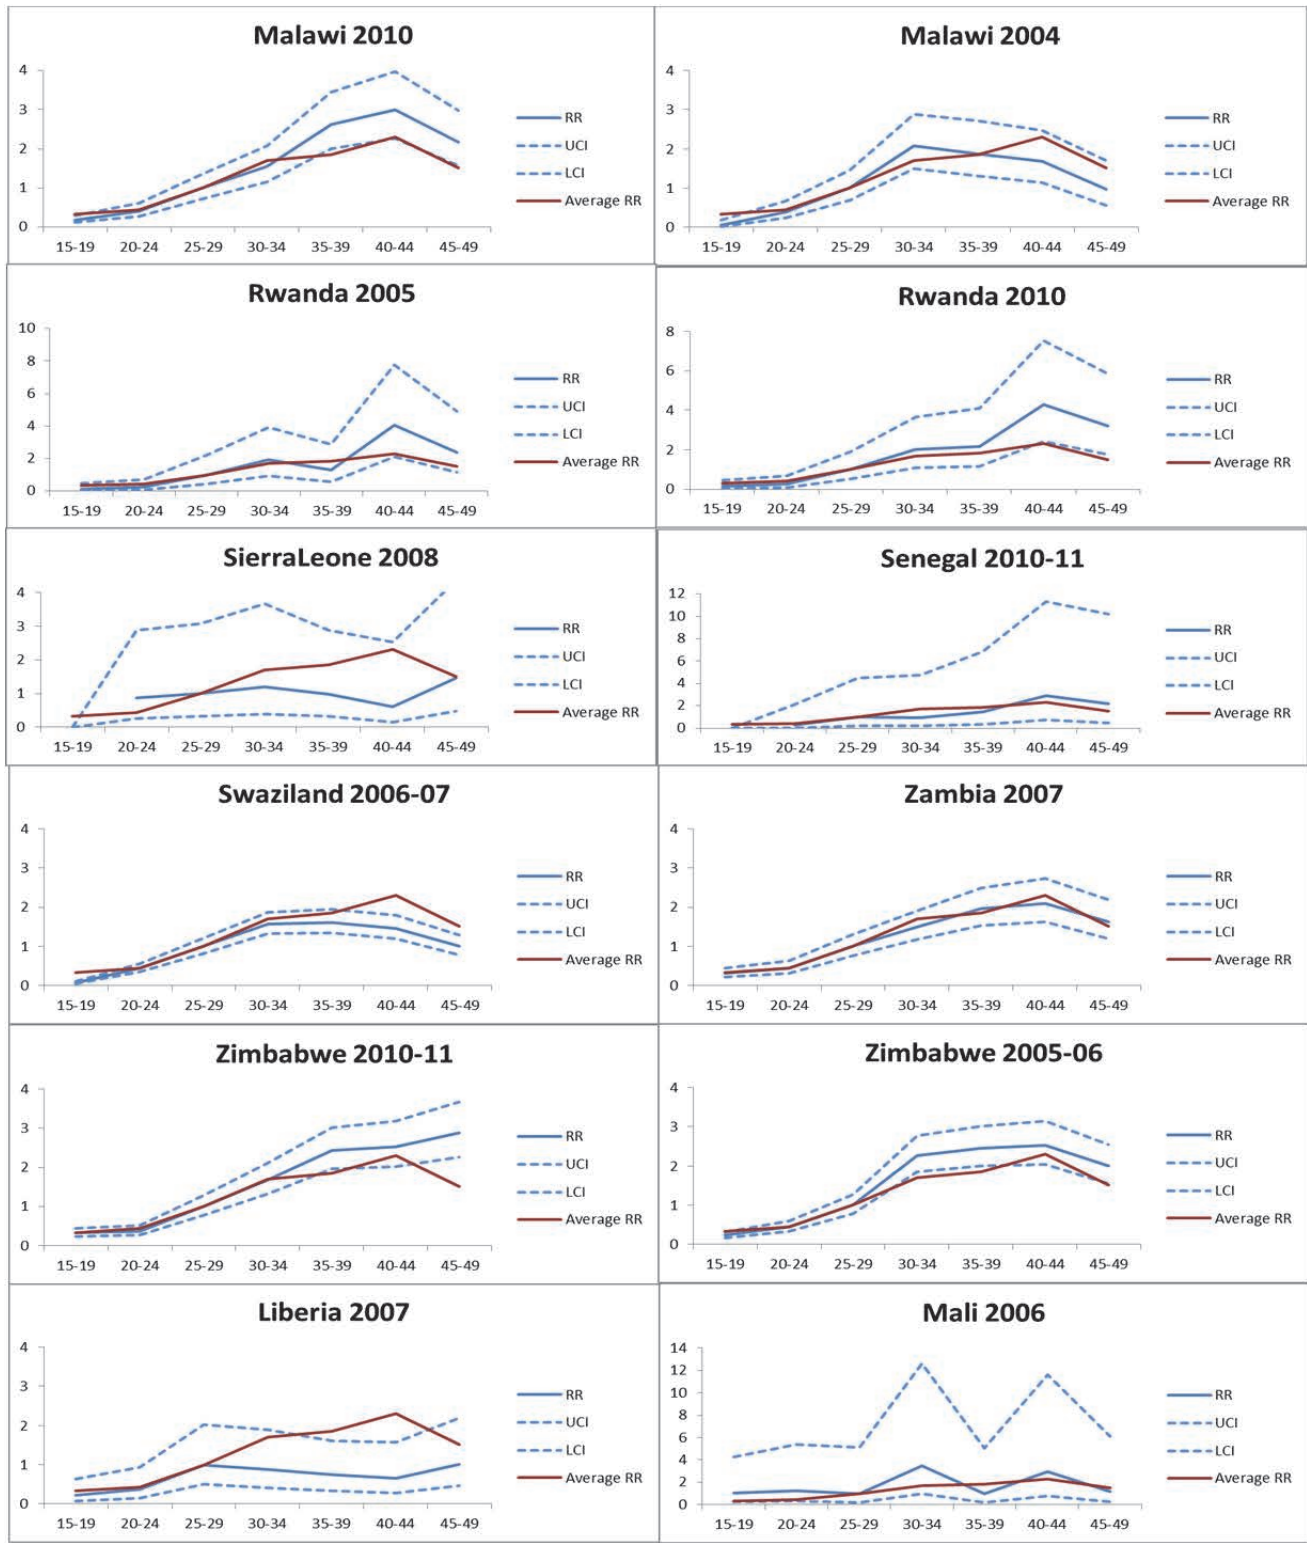 Malawi 2010
4
3
2
1
0
15-19 20-24 25-29 30-34 35-39 40-44 45-49
RR
UCI
LCI
Average RR
Malawi 2004
4
3
2
1
0
15-19 20-24 25-29 30-34 35-39 40-44 45-49
RR
UCI
LCI
Average RR
Rwanda 2005
10
8
6
4
2
0
15-19 20-24 25-29 30-34 35-39 40-44 45-49
RR
UCI
LCI
Average RR
Rwanda 2010
8
6
4
2
0
15-19 20-24 25-29 30-34 35-39 40-44 45-49
RR
UCI
LCI
Average RR
SierraLeone 2008
4
3
2
1
0
15-19 20-24 25-29 30-34 35-39 40-44 45-49
RR
UCI
LCI
Average RR
Senegal 2010-11
12
10
8
6
4
2
0
15-19 20-24 25-29 30-34 35-39 40-44 45-49
RR
UCI
LCI
Average RR
Swaziland 2006-07
4
3
2
1
0
15-19 20-24 25-29 30-34 35-39 40-44 45-49
RR
UCI
LCI
Average RR
Zambia 2007
4
3
2
1
0
15-19 20-24 25-29 30-34 35-39 40-44 45-49
RR
UCI
LCI
Average RR
Zimbabwe 2010-11
4
3
2
1
0
15-19 20-24 25-29 30-34 35-39 40-44 45-49
RR
UCI
LCI
Average RR
Zimbabwe 2005-06
4
3
2
1
0
15-19 20-24 25-29 30-34 35-39 40-44 45-49
RR
UCI
LCI
Average RR
Liberia 2007
4
3
2
1
0
15-19 20-24 25-29 30-34 35-39 40-44 45-49
RR
UCI
LCI
Average RR
Mali 2006
14
12
10
8
6
4
2
0
15-19 20-24 25-29 30-34 35-39 40-44 45-49
RR
UCI
LCI
Average RR